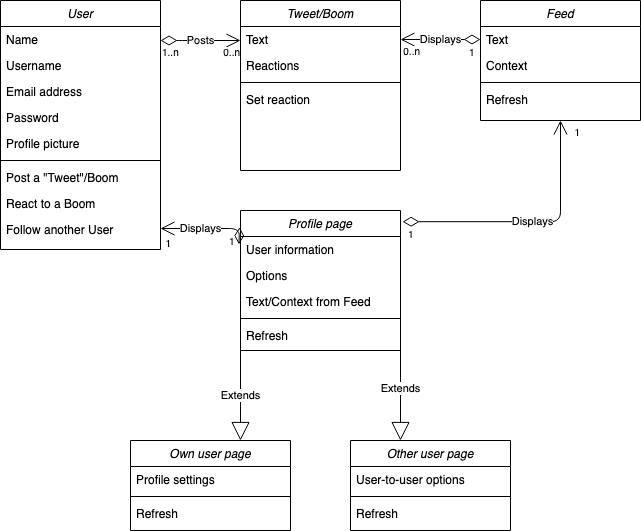 User
Name
Username
Email address
Password
Profile picture
Post a "Tweet"/Boom
React to a Boom
Follow another User
Posts
1..n
0..n
Tweet/Boom
Text
Reactions
Set reaction
Displays
0..n
1
Feed
Text
Context
Refresh
1
Displays
1
1
Profile page
User information
Options
Text/Context from Feed
Refresh
1
Displays
Extends
Extends
Own user page
Profile settings
Refresh
Other user page
User-to-user options
Refresh